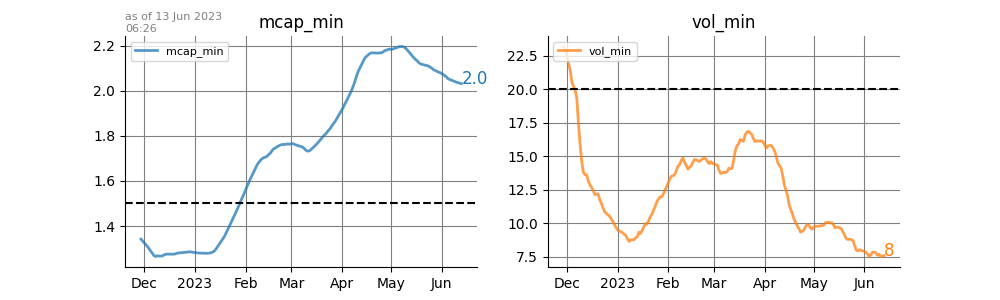 as of 13 Jun 2023
06:26
mcap_min
mcap_min
2.2
2.0
1.8
1.6
1.4
2.0
Dec 2023 Feb Mar Apr May Jun
vol_min
vol_min
22.5
20.0
17.5
15.0
12.5
10.0
7.5
8
Dec 2023 Feb Mar Apr May Jun